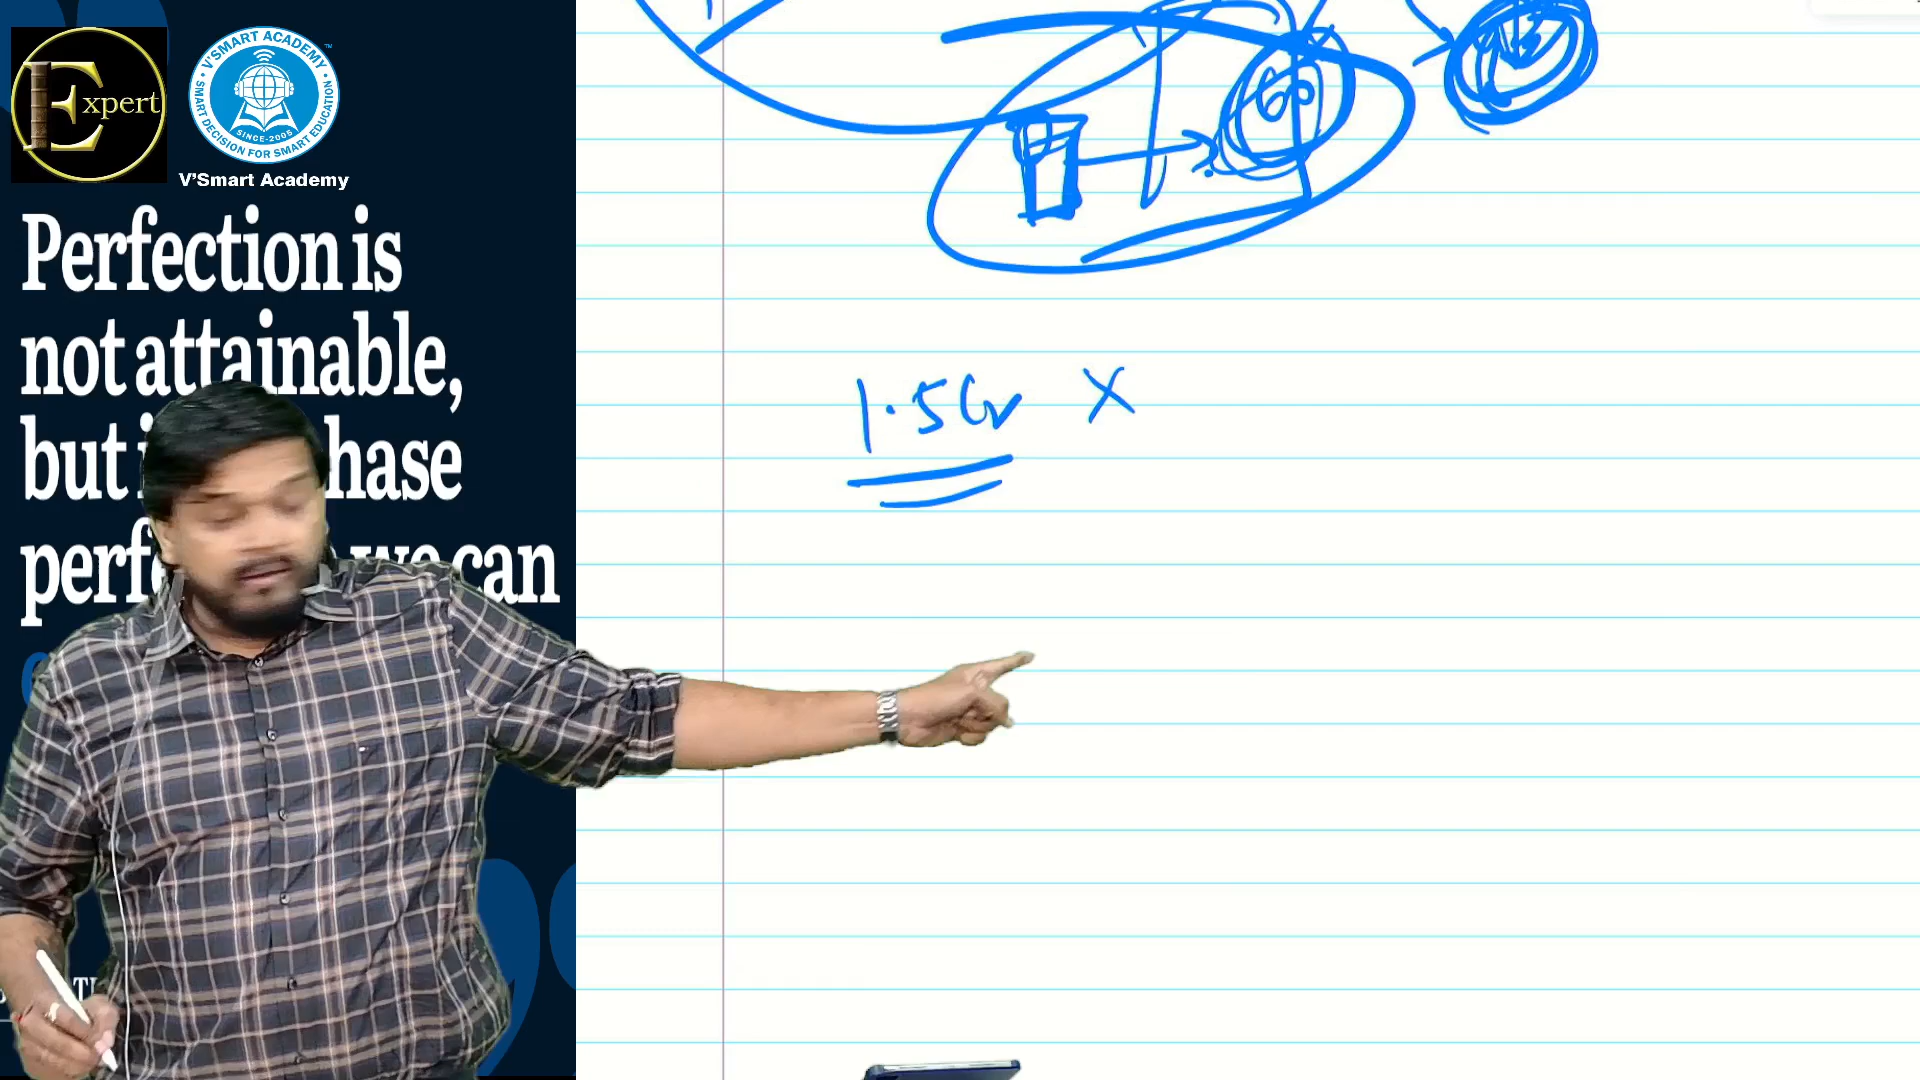 Expert
V'SMART ACADEMY
SMART DECISION FOR SMART EDUCATION
SINCE-2005
V'Smart Academy
Perfection is
not attainable,
but i hase
perfe we can
60
1.5Cr X